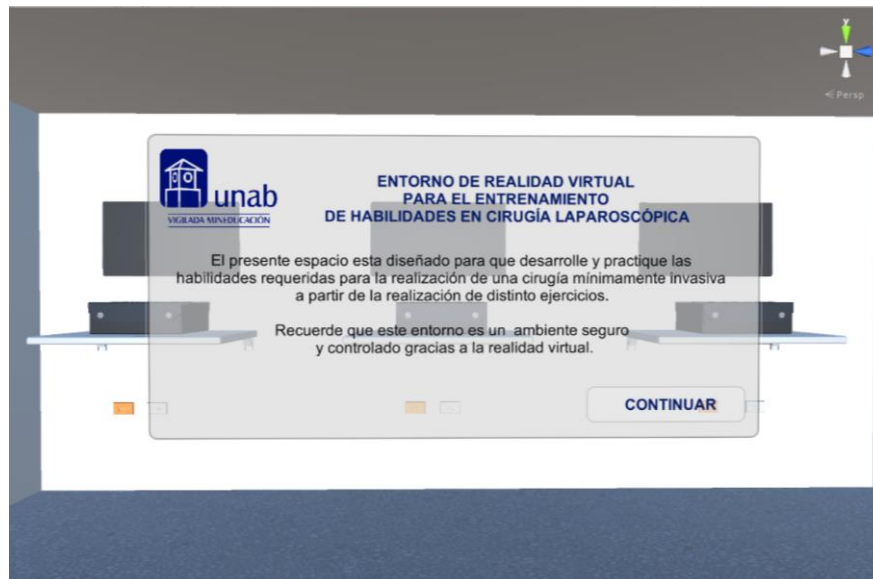 y
< Persp
unab
VIGILADA MINEDUCACIÓN
ENTORNO DE REALIDAD VIRTUAL
PARA EL ENTRENAMIENTO
DE HABILIDADES EN CIRUGÍA LAPAROSCÓPICA
El presente espacio esta diseñado para que desarrolle y practique las
habilidades requeridas para la realización de una cirugía mínimamente invasiva
a partir de la realización de distinto ejercicios.
Recuerde que este entorno es un ambiente seguro
y controlado gracias a la realidad virtual.
CONTINUAR